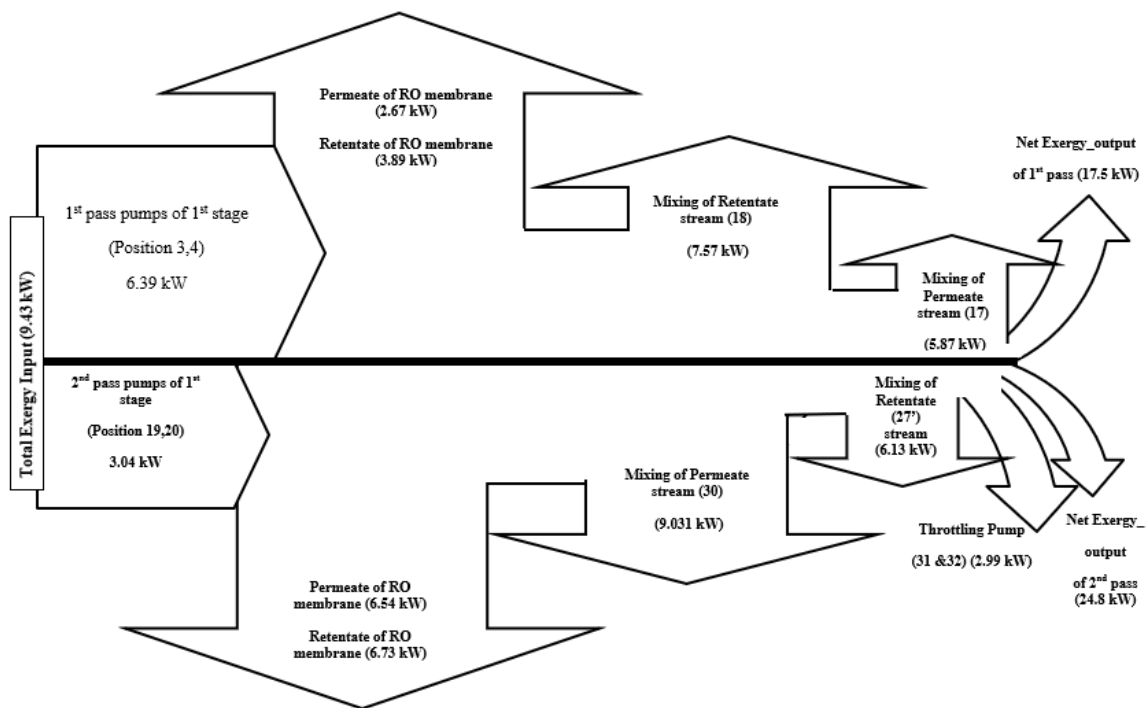 Total Exergy Input (9.43 kW)
1st pass pumps of 1st stage
(Position 3,4)
6.39 kW
Permeate of RO membrane
(2.67 kW)
Retentate of RO membrane
(3.89 kW)
Mixing of Retentate
stream (18)
(7.57 kW)
Mixing of
Permeate
stream (17)
(5.87 kW)
Net Exergy_output
of 1st pass (17.5 kW)
2nd pass pumps of 1st
stage
(Position 19,20)
3.04 kW
Permeate of RO
membrane (6.54 kW)
Retentate of RO
membrane (6.73 kW)
Mixing of Permeate
stream (30)
(9.031 kW)
Mixing of
Retentate
(27’)
stream
(6.13 kW)
Throttling Pump
(31 &32) (2.99 kW)
Net Exergy_
output
of 2nd pass
(24.8 kW)